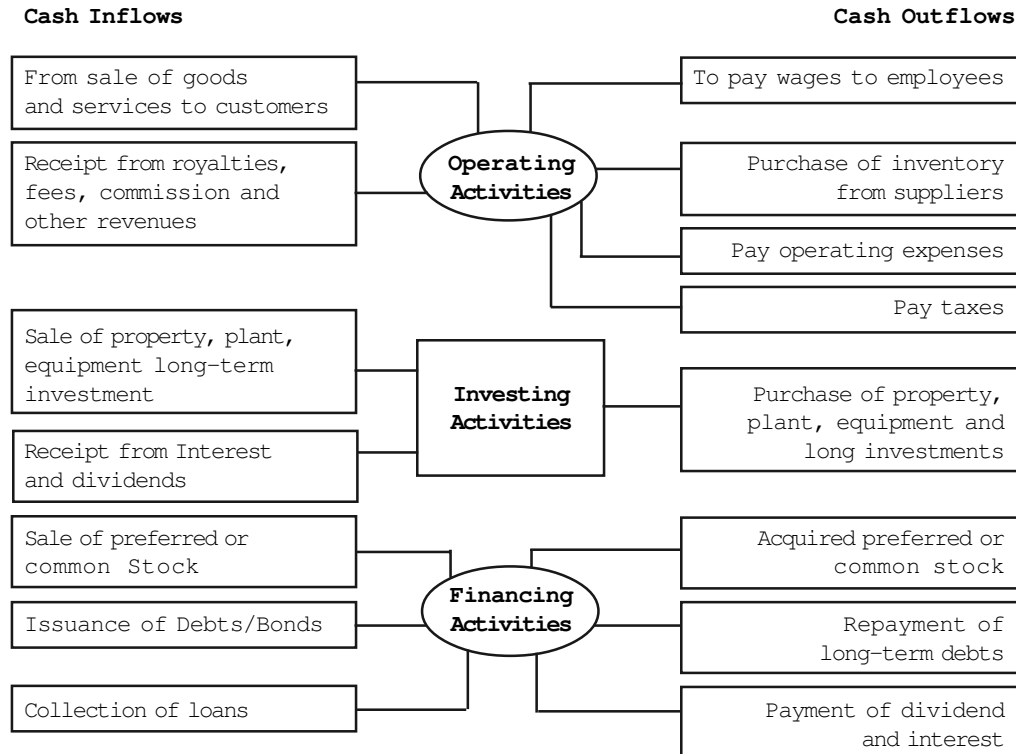 Cash Inflows
Cash Outflows
From sale of goods
and services to customers
Receipt from royalties,
fees, commission and
other revenues
Operating
Activities
To pay wages to employees
Purchase of inventory
from suppliers
Pay operating expenses
Pay taxes
Sale of property, plant,
equipment long-term
investment
Receipt from Interest
and dividends
Investing
Activities
Purchase of property,
plant, equipment and
long investments
Sale of preferred or
common Stock
Issuance of Debts/Bonds
Collection of loans
Financing
Activities
Acquired preferred or
common stock
Repayment of
long-term debts
Payment of dividend
and interest